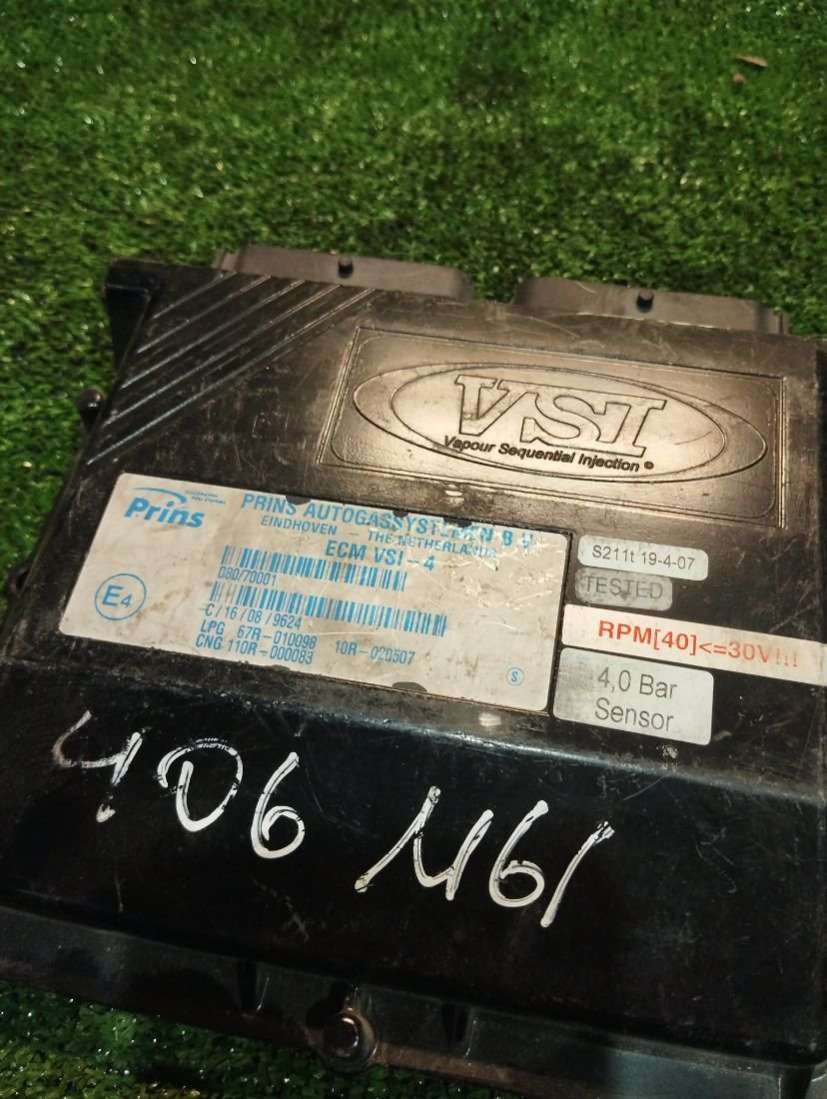 VSI
Vapour Sequential Injection ©
Prins
PRINS AUTOGASSYSTEMEN B.V.
EINDHOVEN - THE NETHERLANDS
ECM VSI-4
080/70001
C/16/08/9624
LPG 67R-010098 10R-020507
CNG 110R-000083
E4
S
S211t 19-4-07
TESTED
RPM[40]<=30V!!!
4,0 Bar
Sensor
406 M61